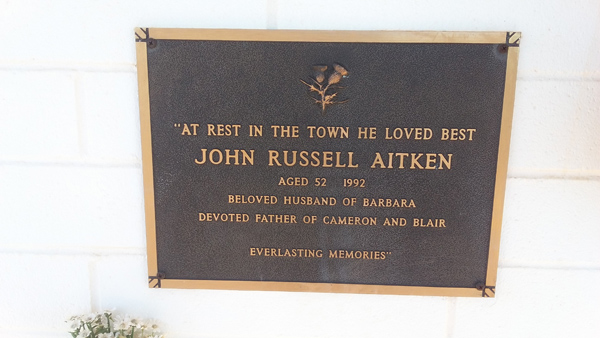 "AT REST IN THE TOWN HE LOVED BEST
JOHN RUSSELL AITKEN
AGED 52 1992
BELOVED HUSBAND OF BARBARA
DEVOTED FATHER OF CAMERON AND BLAIR
EVERLASTING MEMORIES"